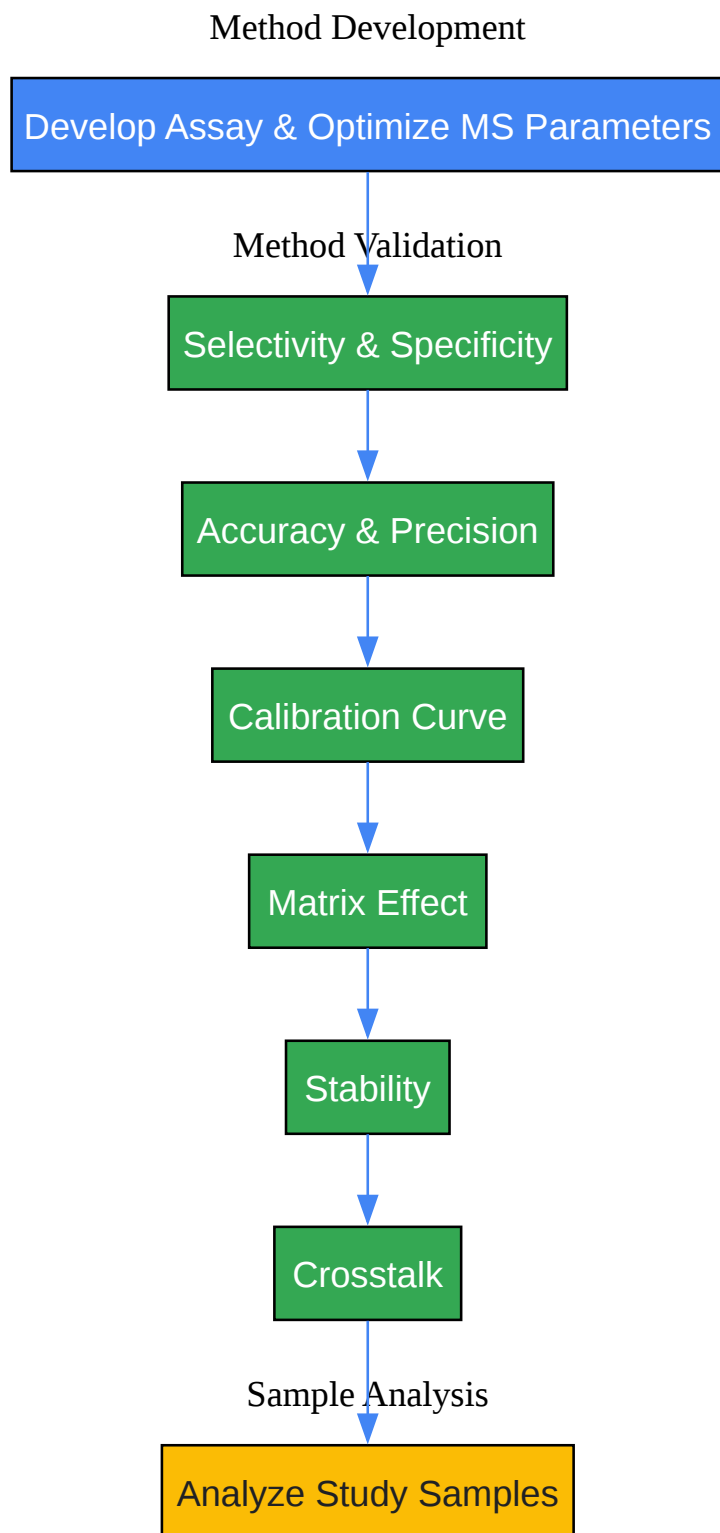 Method Development
Develop Assay & Optimize MS Parameters
Method Validation
Selectivity & Specificity
Accuracy & Precision
Calibration Curve
Matrix Effect
Stability
Crosstalk
Sample Analysis
Analyze Study Samples